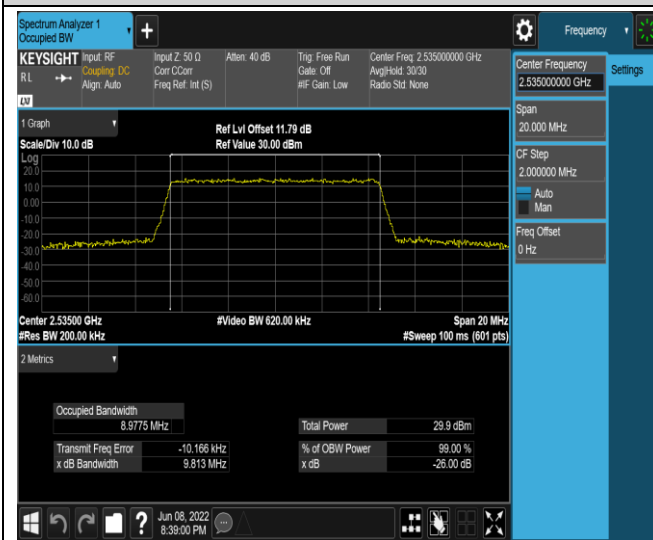 Spectrum Analyzer 1
Occupied BW
+
Frequency
KEYSIGHT
Input: RF
Coupling: DC
Align: Auto
Input Z: 50 Ω
Corr CCorr
Freq Ref: Int (S)
Atten: 40 dB
Trig: Free Run
Gate: Off
#IF Gain: Low
Center Freq: 2.535000000 GHz
Avg|Hold: 30/30
Radio Std: None
RL
LXI
Center Frequency
2.535000000 GHz
Settings
Span
20.000 MHz
CF Step
2.000000 MHz
Auto
Man
Freq Offset
0 Hz
1 Graph
Scale/Div 10.0 dB
Ref Lvl Offset 11.79 dB
Ref Value 30.00 dBm
Log
20.0
10.0
0.00
-10.0
-20.0
-30.0
-40.0
-50.0
-60.0
Center 2.53500 GHz
#Video BW 620.00 kHz
Span 20 MHz
#Res BW 200.00 kHz
#Sweep 100 ms (601 pts)
2 Metrics
Occupied Bandwidth
8.9775 MHz
Total Power 29.9 dBm
Transmit Freq Error -10.166 kHz
% of OBW Power 99.00 %
x dB Bandwidth 9.813 MHz
x dB -26.00 dB
?
Jun 08, 2022
8:39:00 PM